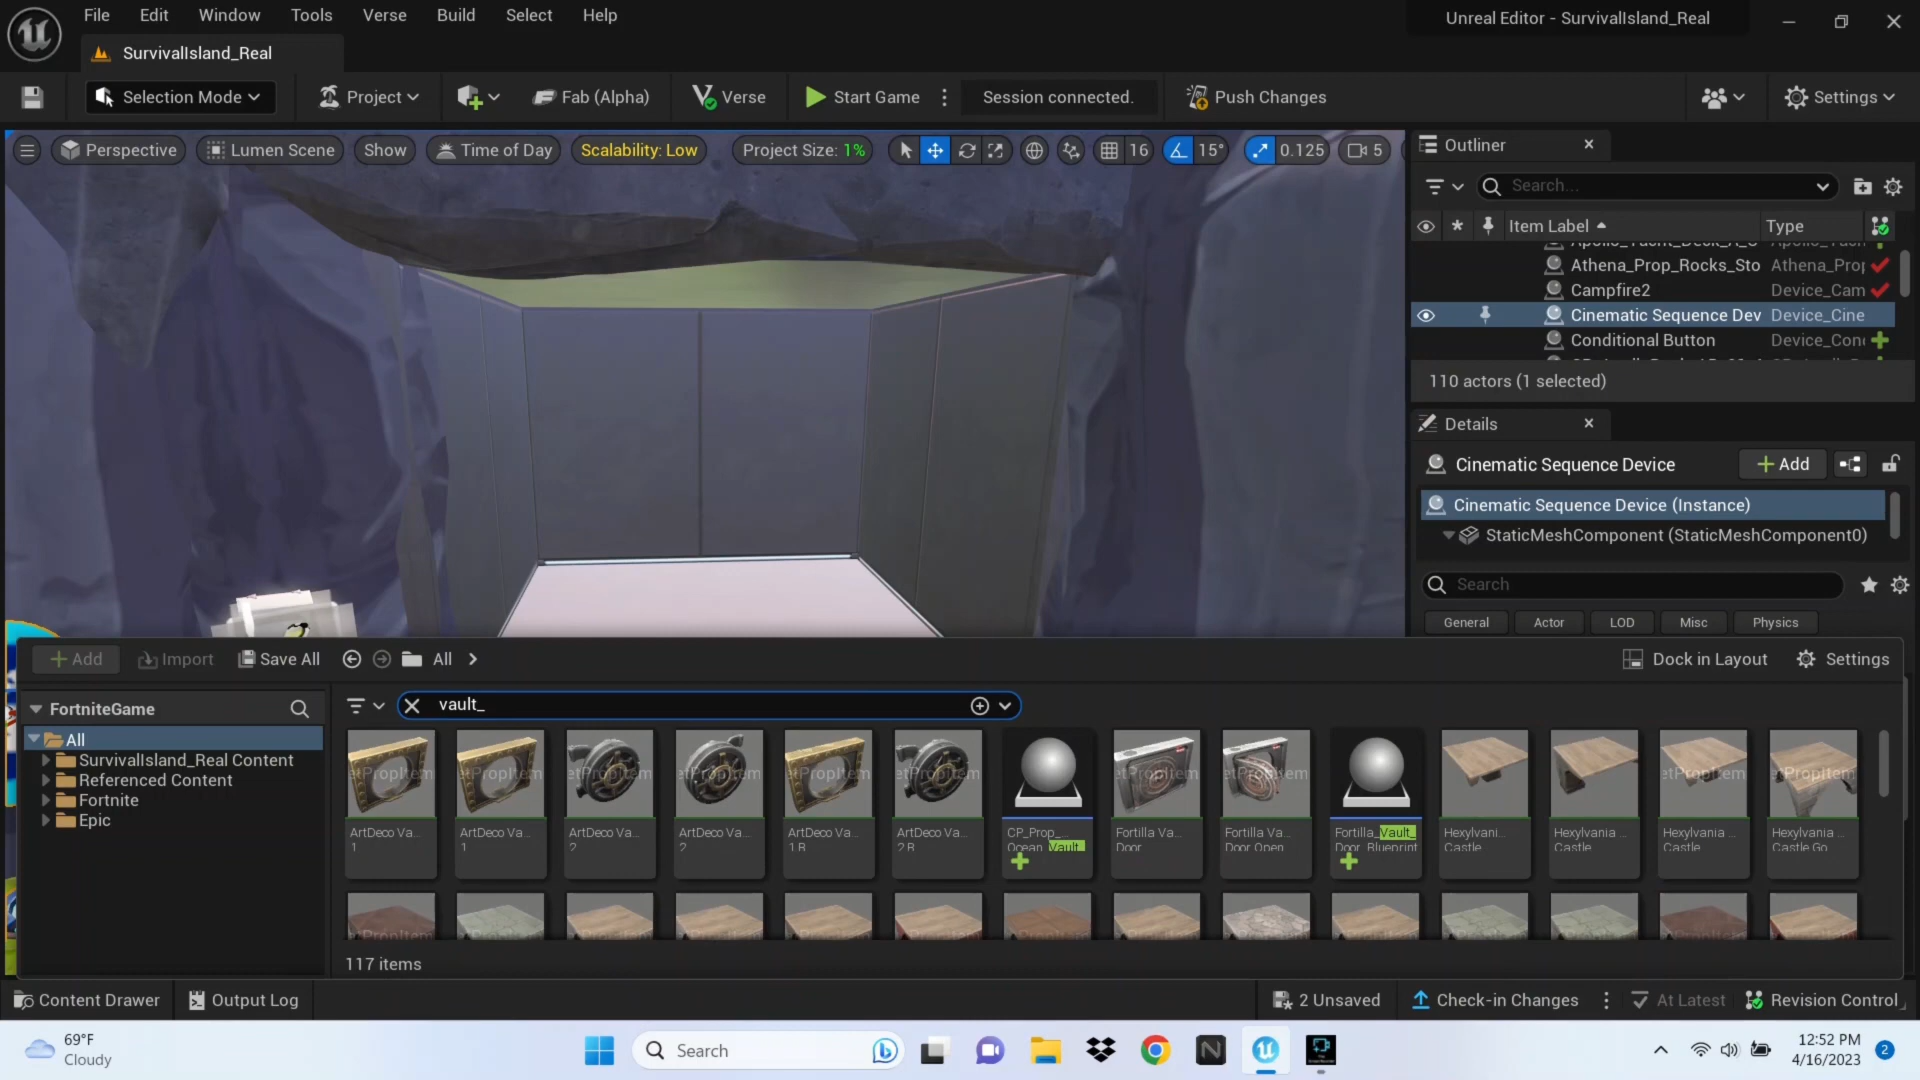 File Edit Window Tools Verse Build Select Help
Unreal Editor - SurvivalIsland_Real
SurvivalIsland_Real
Selection Mode
Project
Fab (Alpha)
Verse
Start Game
Session connected.
Push Changes
Settings
Perspective
Lumen Scene
Show
Time of Day
Scalability: Low
Project Size: 1%
16
15°
0.125
5
Outliner
Search...
Item Label
Type
Athena_Prop_Rocks_Sto Athena_Prop
Campfire2 Device_Cam
Cinematic Sequence Dev Device_Cine
Conditional Button Device_Con
110 actors (1 selected)
Details
Cinematic Sequence Device
Add
Cinematic Sequence Device (Instance)
StaticMeshComponent (StaticMeshComponent0)
Search
General Actor LOD Misc Physics
Add
Import
Save All
All
Dock in Layout
Settings
FortniteGame
All
SurvivalIsland_Real Content
Referenced Content
Fortnite
Epic
vault_
ArtDeco Va...
1
ArtDeco Va...
1
ArtDeco Va...
2
ArtDeco Va...
2
ArtDeco Va...
1 B
ArtDeco Va...
2 B
CP_Prop_...
Ocean_Vault_
Fortilla Va...
Door
Fortilla Va...
Door Open
Fortilla_Vault_
Door_Blueprint
Hexylvani...
Castle
Hexylvania ...
Castle
Hexylvania ...
Castle
Hexylvania ...
Castle Go
117 items
Content Drawer
Output Log
2 Unsaved
Check-in Changes
At Latest
Revision Control
69°F
Cloudy
Search
12:52 PM
4/16/2023
2